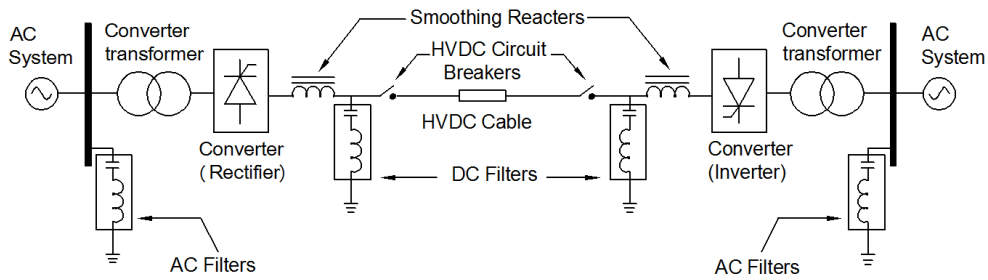 Smoothing Reacters
AC
System
Converter
transformer
HVDC Circuit
Breakers
Converter
transformer
AC
System
HVDC Cable
Converter
(Rectifier)
DC Filters
Converter
(Inverter)
AC Filters
AC Filters